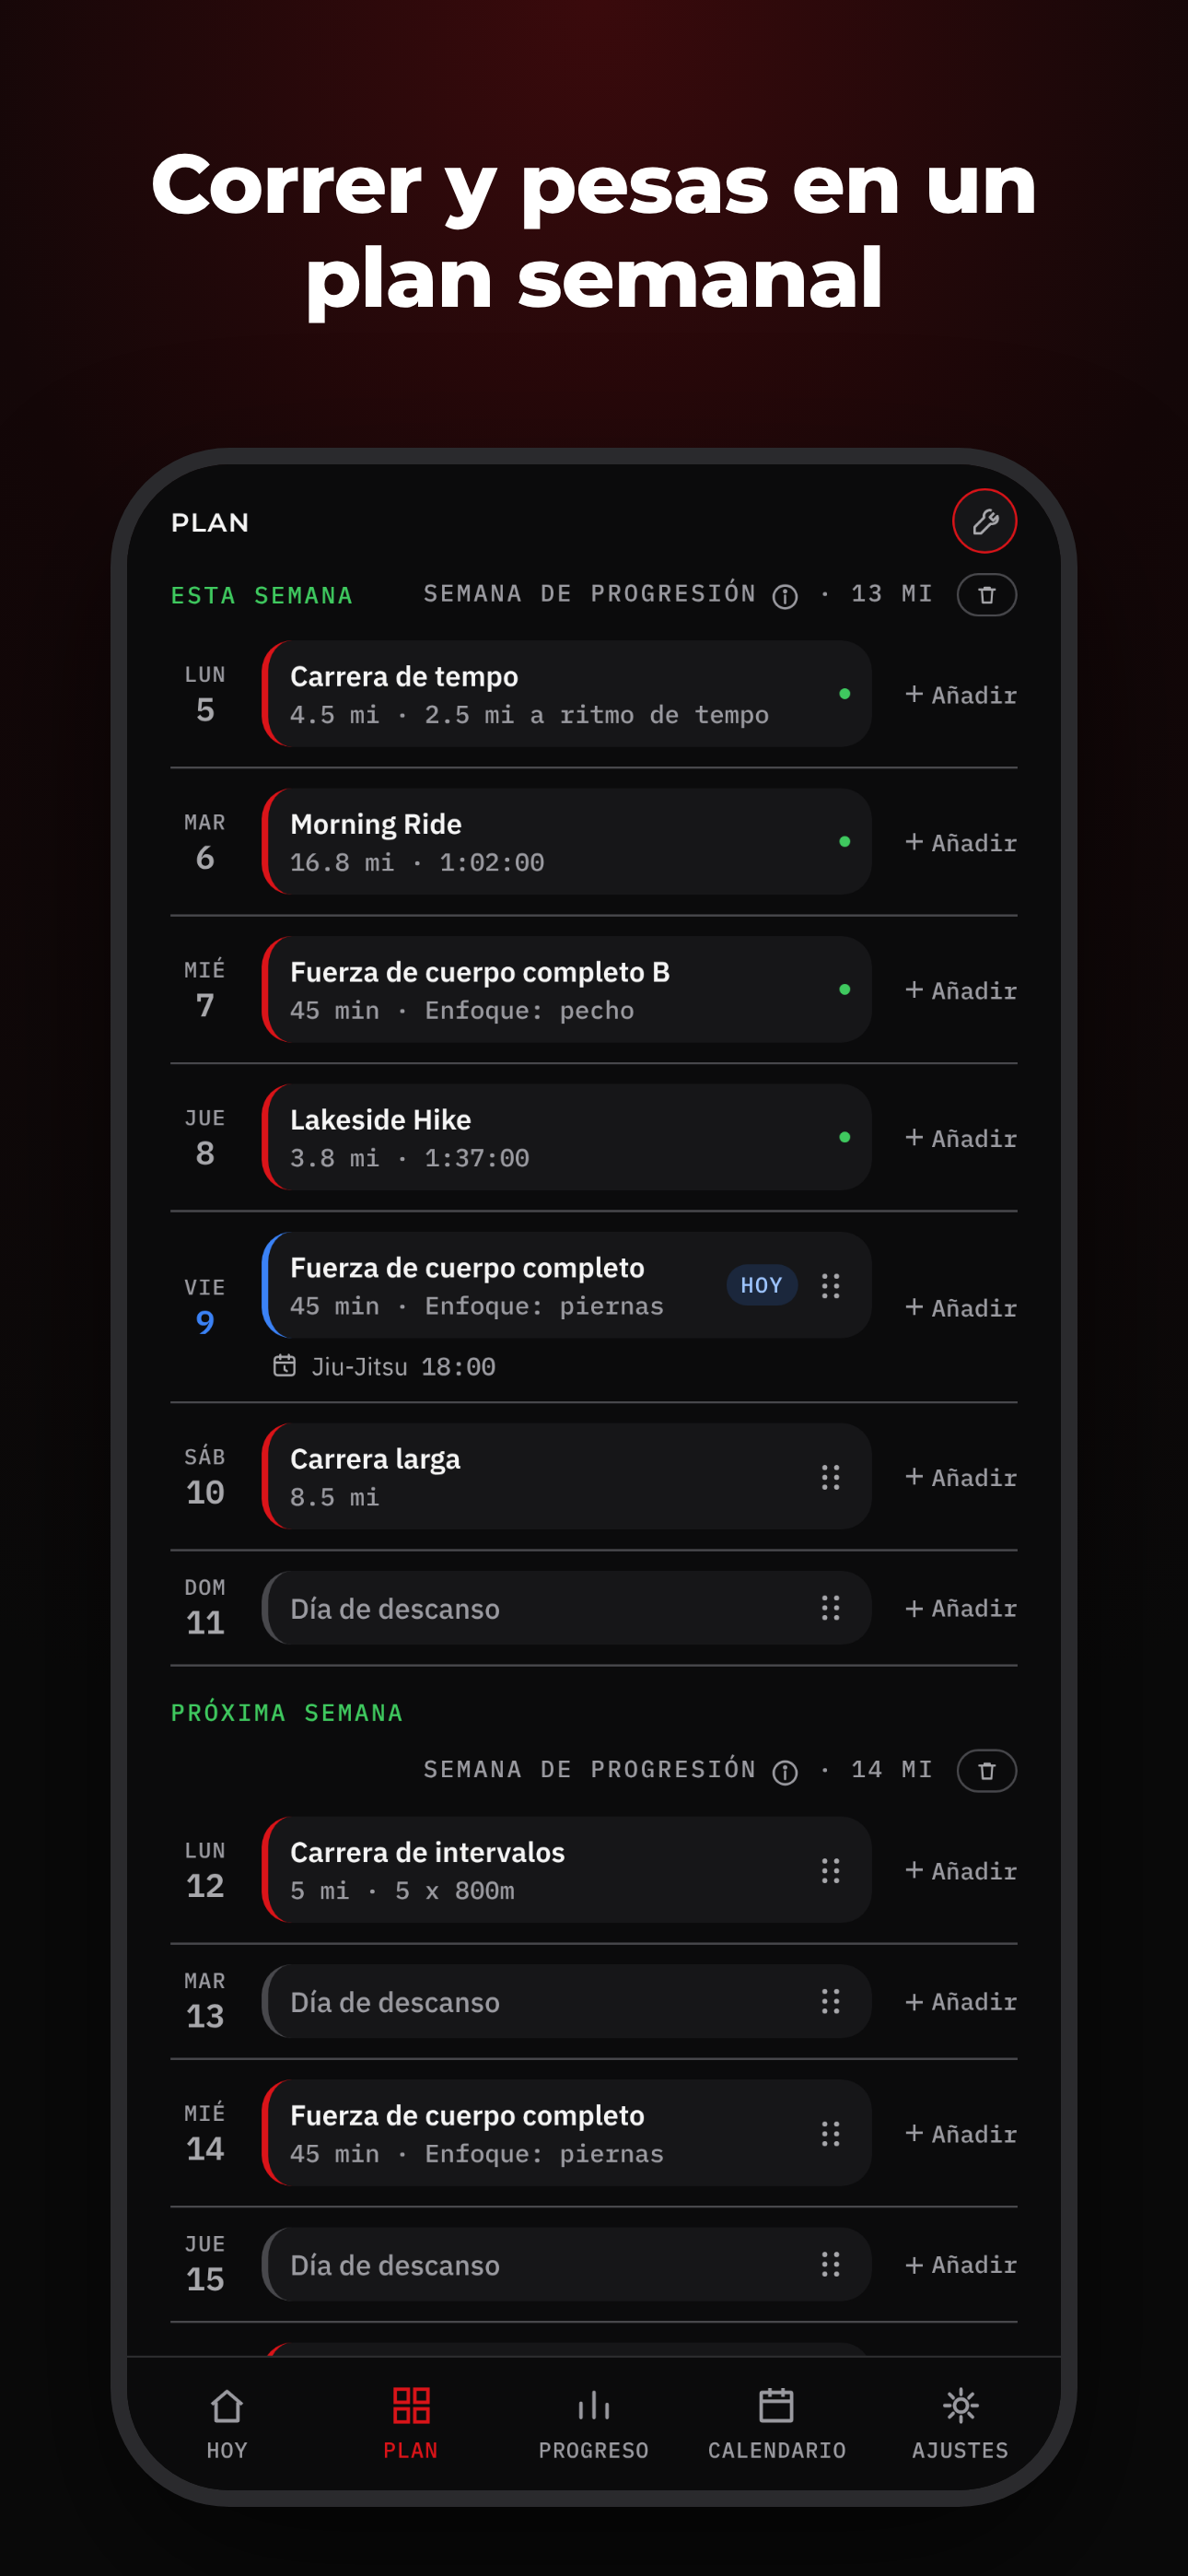 Correr y pesas en un
plan semanal
PLAN
ESTA SEMANA SEMANA DE PROGRESIÓN · 13 MI
LUN
5
Carrera de tempo
4.5 mi · 2.5 mi a ritmo de tempo
+ Añadir
MAR
6
Morning Ride
16.8 mi · 1:02:00
+ Añadir
MIÉ
7
Fuerza de cuerpo completo B
45 min · Enfoque: pecho
+ Añadir
JUE
8
Lakeside Hike
3.8 mi · 1:37:00
+ Añadir
VIE
9
Fuerza de cuerpo completo
45 min · Enfoque: piernas
HOY
+ Añadir
Jiu-Jitsu 18:00
SÁB
10
Carrera larga
8.5 mi
+ Añadir
DOM
11
Día de descanso
+ Añadir
PRÓXIMA SEMANA
SEMANA DE PROGRESIÓN · 14 MI
LUN
12
Carrera de intervalos
5 mi · 5 x 800m
+ Añadir
MAR
13
Día de descanso
+ Añadir
MIÉ
14
Fuerza de cuerpo completo
45 min · Enfoque: piernas
+ Añadir
JUE
15
Día de descanso
+ Añadir
HOY PLAN PROGRESO CALENDARIO AJUSTES